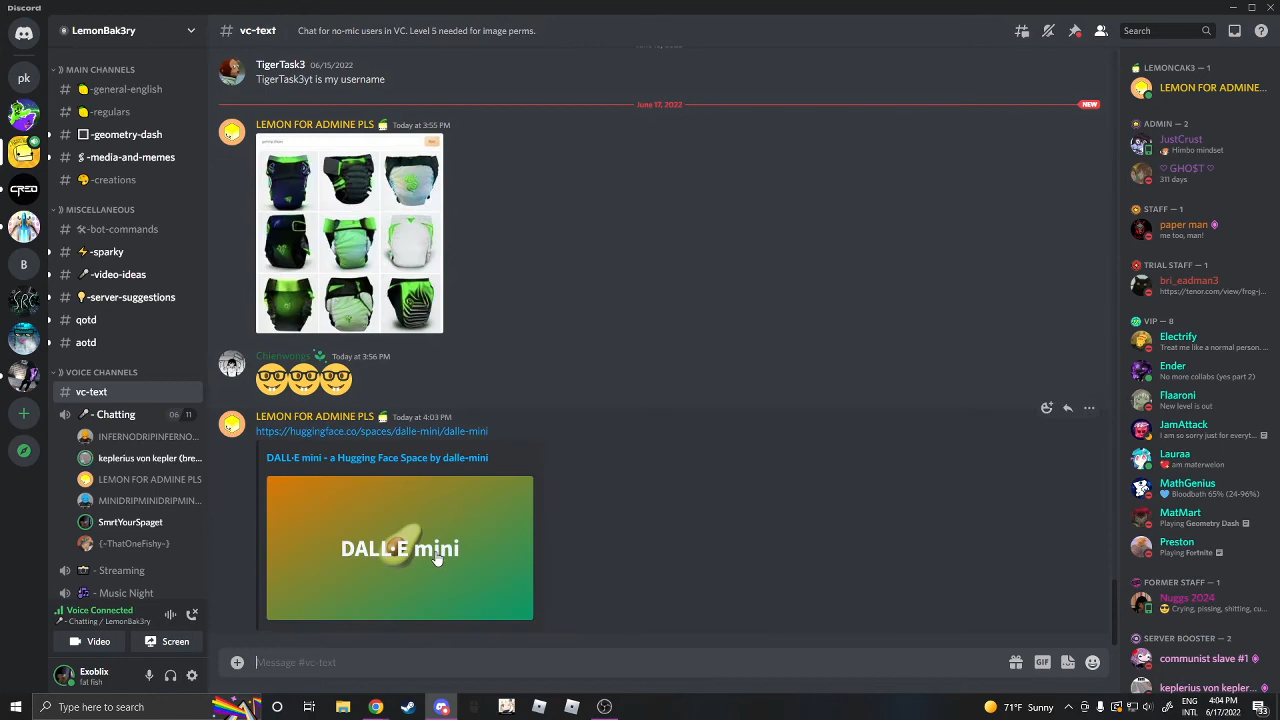 Discord
LemonBak3ry
# vc-text
Chat for no-mic users in VC. Level 5 needed for image perms.
Search
pk
B
MAIN CHANNELS
-general-english
-regulars
-geometry-dash
-media-and-memes
-creations
MISCELLANEOUS
-bot-commands
-sparky
-video-ideas
-server-suggestions
qotd
aotd
VOICE CHANNELS
vc-text
- Chatting
06 11
INFERNODRIPINFERNO...
keplerius von kepler (bre...
LEMON FOR ADMINE PLS
MINIDRIPMINIDRIPMIN...
SmrtYourSpaget
{~ThatOneFishy~}
- Streaming
- Music Night
Voice Connected
- Chatting / LemonBak3ry
Video
Screen
Exoblix
fat fish
TigerTask3 06/15/2022
TigerTask3yt is my username
June 17, 2022
NEW
LEMON FOR ADMINE PLS Today at 3:55 PM
Chienwongs Today at 3:56 PM
LEMON FOR ADMINE PLS Today at 4:03 PM
https://huggingface.co/spaces/dalle-mini/dalle-mini
DALL·E mini - a Hugging Face Space by dalle-mini
DALL·E mini
Message #vc-text
GIF
LEMONCAK3 — 1
LEMON FOR ADMINE...
ADMIN — 2
JustCrust
Himbo mindset
♡ GHO$T ♡
311 days
STAFF — 1
paper man
me too, man!
TRIAL STAFF — 1
bri_eadman3
https://tenor.com/view/frog-j...
VIP — 8
Electrify
Treat me like a normal person. ...
Ender
No more collabs (yes part 2)
Flaaroni
New level is out
JamAttack
I am so sorry just for everyt...
Lauraa
am materwelon
MathGenius
Bloodbath 65% (24-96%)
MatMart
Playing Geometry Dash
Preston
Playing Fortnite
FORMER STAFF — 1
Nuggs 2024
Crying, pissing, shitting, cu...
SERVER BOOSTER — 2
communist slave #1
keplerius von kepler...
Type here to search
71°F Sunny
ENG
INTL
4:03 PM
6/17/2022